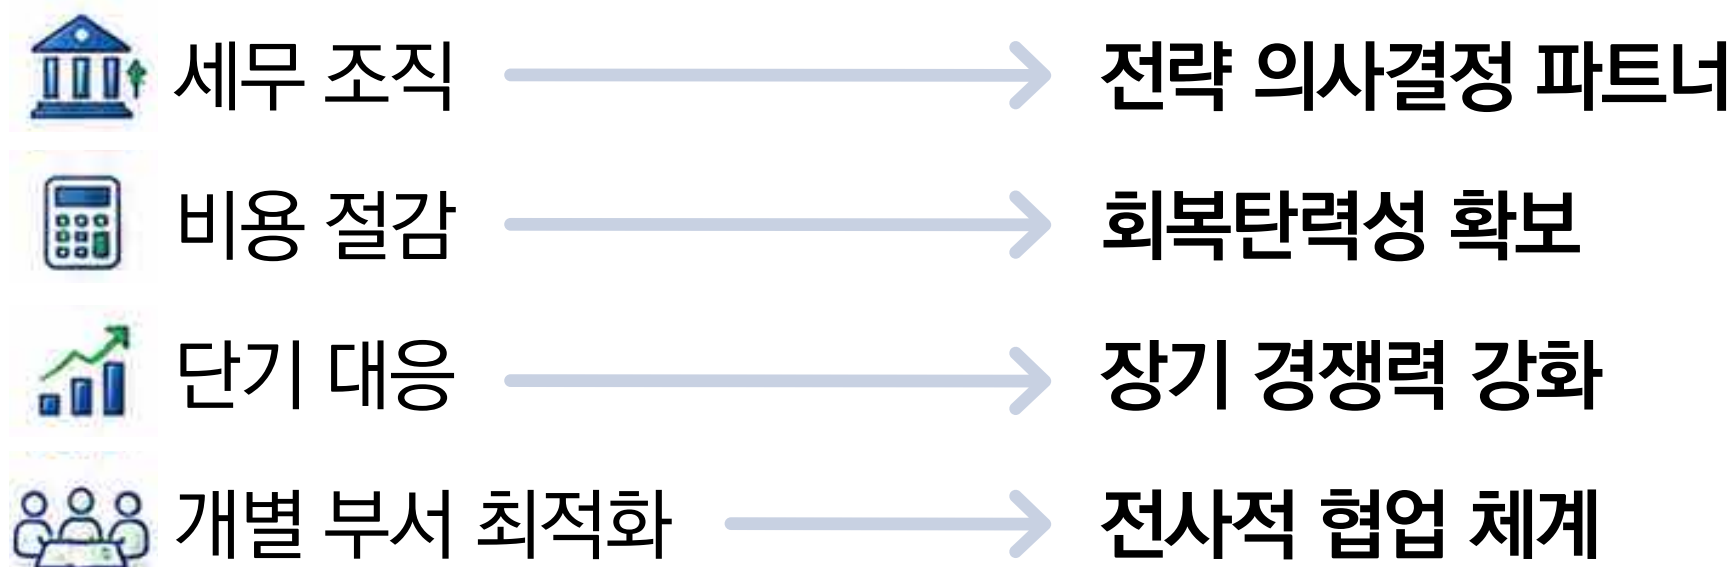 세무 조직 전략 의사결정 파트너
비용 절감 회복탄력성 확보
단기 대응 장기 경쟁력 강화
개별 부서 최적화 전사적 협업 체계